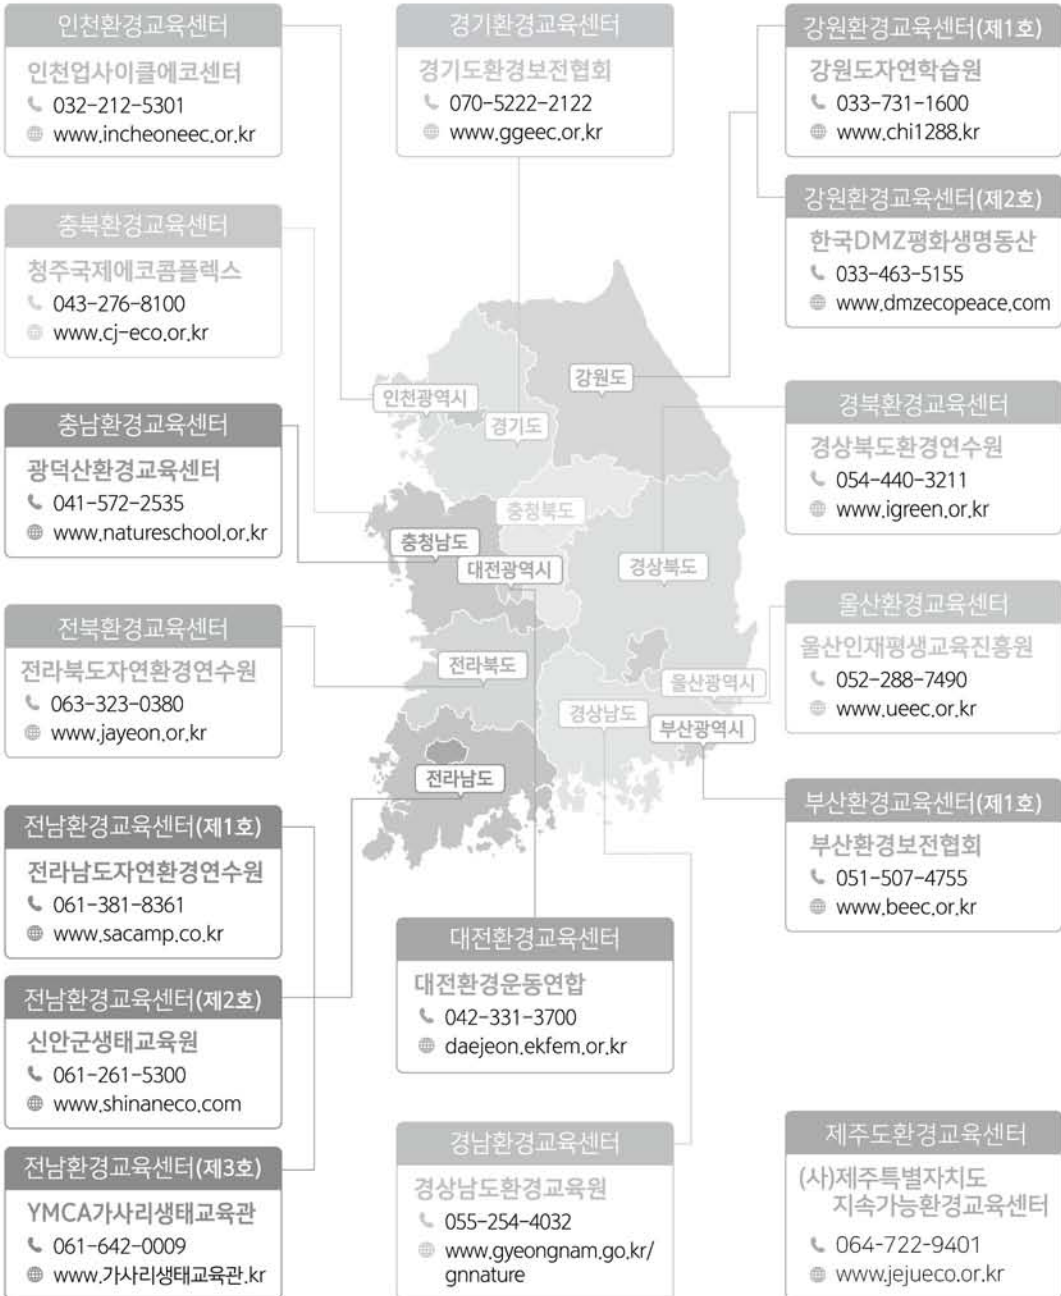 인천환경교육센터
인천업사이클에코센터
032-212-5301
www.incheoneec.or.kr
경기환경교육센터
경기도환경보전협회
070-5222-2122
www.ggeec.or.kr
강원환경교육센터(제1호)
강원도자연학습원
033-731-1600
www.chi1288.kr
강원환경교육센터(제2호)
한국DMZ평화생명동산
033-463-5155
www.dmzecopeace.com
충북환경교육센터
청주국제에코콤플렉스
043-276-8100
www.cj-eco.or.kr
충남환경교육센터
광덕산환경교육센터
041-572-2535
www.natureschool.or.kr
강원도
인천광역시
경기도
충청북도
충청남도
대전광역시
경상북도
전라북도
울산광역시
경상남도
부산광역시
전라남도
경북환경교육센터
경상북도환경연수원
054-440-3211
www.igreen.or.kr
전북환경교육센터
전라북도자연환경연수원
063-323-0380
www.jayeon.or.kr
울산환경교육센터
울산인재평생교육진흥원
052-288-7490
www.ueec.or.kr
전남환경교육센터(제1호)
전라남도자연환경연수원
061-381-8361
www.sacamp.co.kr
부산환경교육센터(제1호)
부산환경보전협회
051-507-4755
www.beec.or.kr
전남환경교육센터(제2호)
신안군생태교육원
061-261-5300
www.shinaneco.com
대전환경교육센터
대전환경운동연합
042-331-3700
daejeon.ekfem.or.kr
전남환경교육센터(제3호)
YMCA가사리생태교육관
061-642-0009
www.가사리생태교육관.kr
경남환경교육센터
경상남도환경교육원
055-254-4032
www.gyeongnam.go.kr/
gnnature
제주도환경교육센터
(사)제주특별자치도
지속가능환경교육센터
064-722-9401
www.jejueco.or.kr